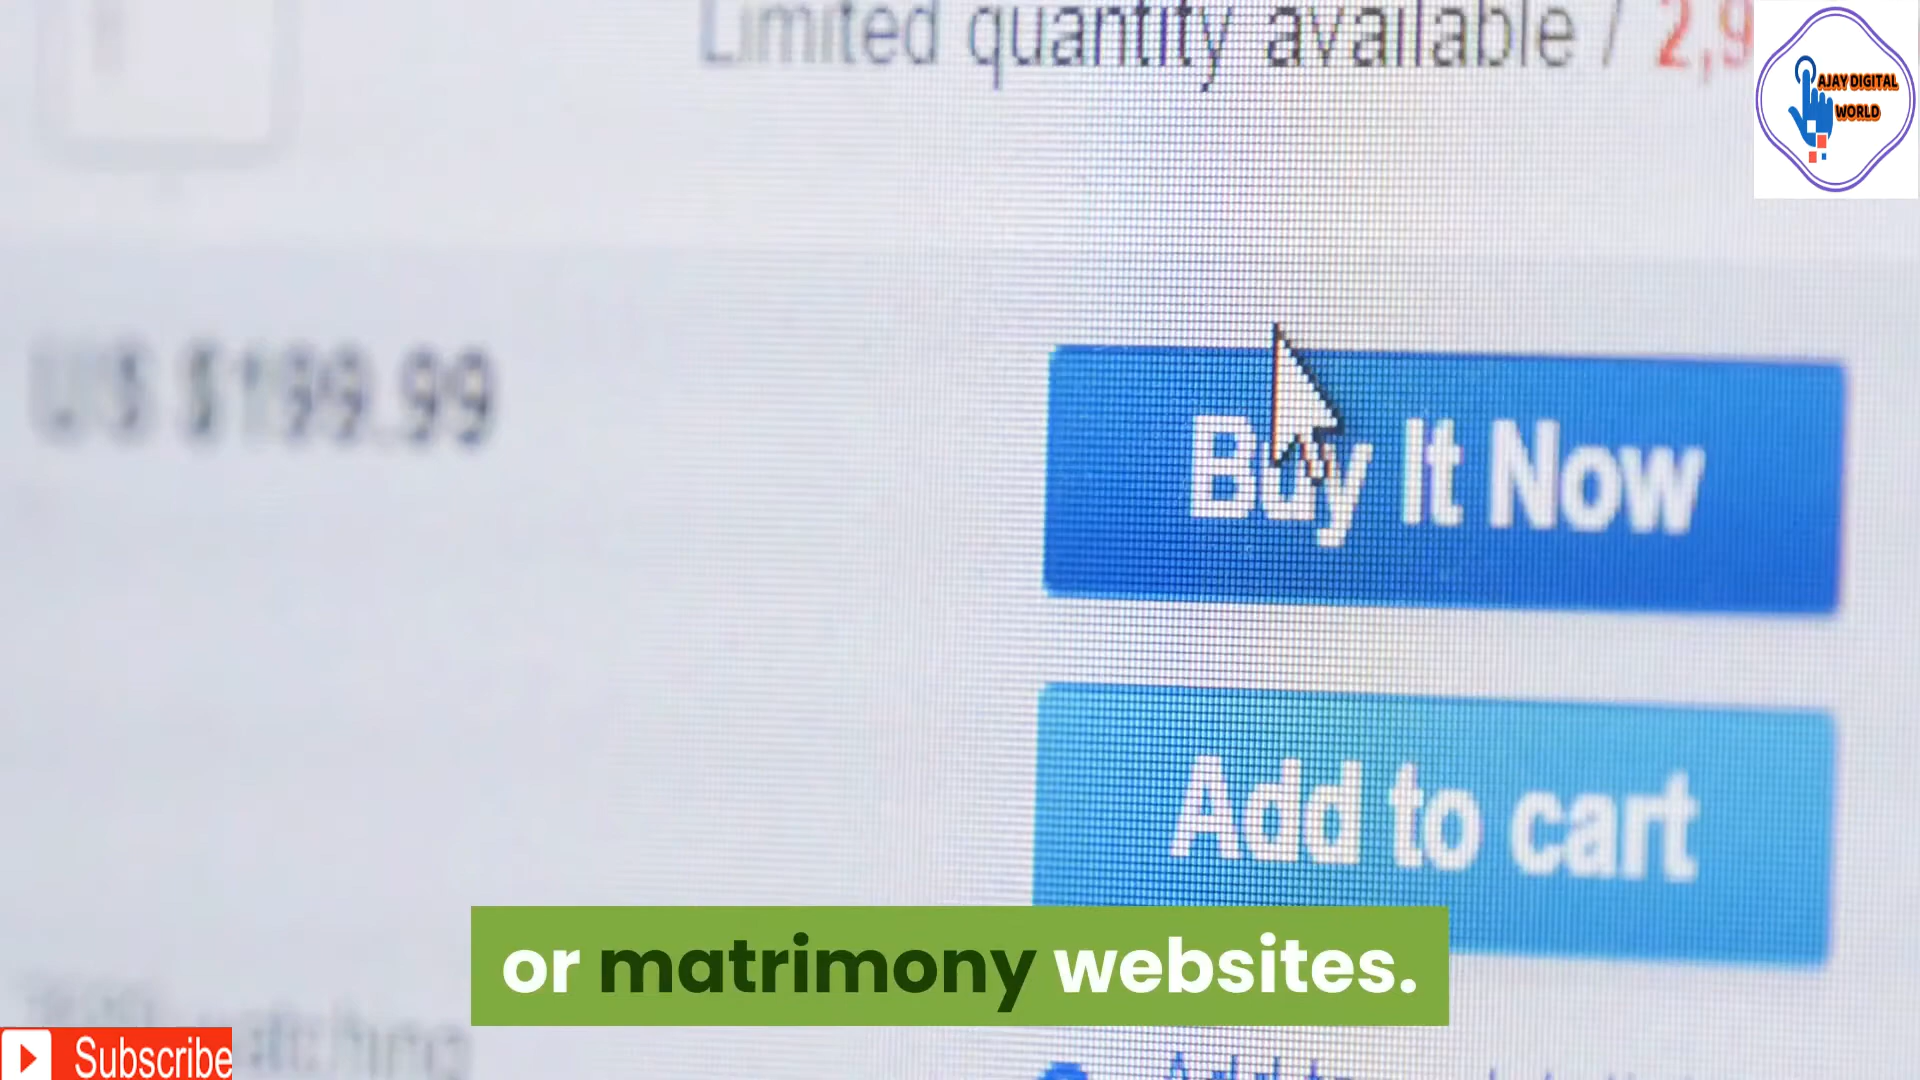 Limited quantity available / 2,9
AJAY DIGITAL
WORLD
US $199.99
Buy It Now
Add to cart
or matrimony websites.
watching
Subscribe